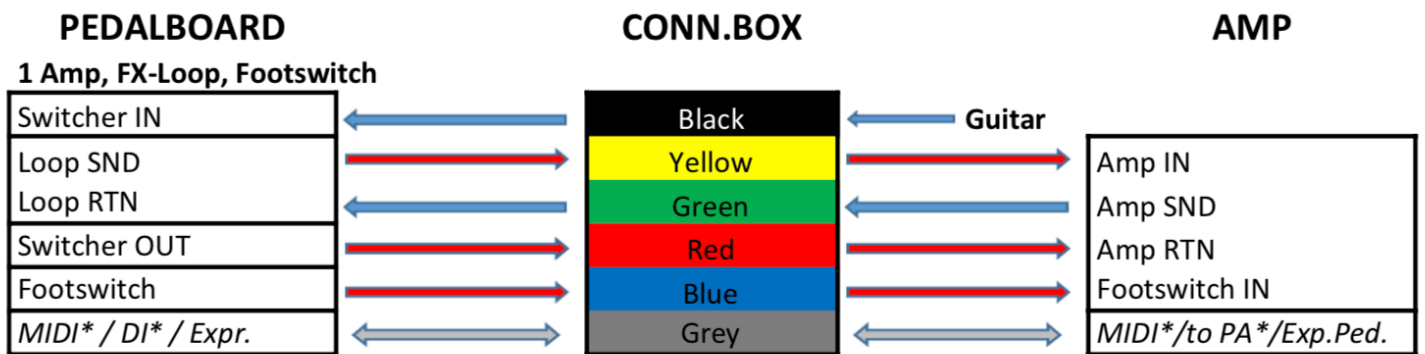 PEDALBOARD CONN.BOX AMP
1 Amp, FX-Loop, Footswitch
Switcher IN Black Guitar
Loop SND Yellow Amp IN
Loop RTN Green Amp SND
Switcher OUT Red Amp RTN
Footswitch Blue Footswitch IN
MIDI* / DI* / Expr. Grey MIDI*/to PA*/Exp.Ped.